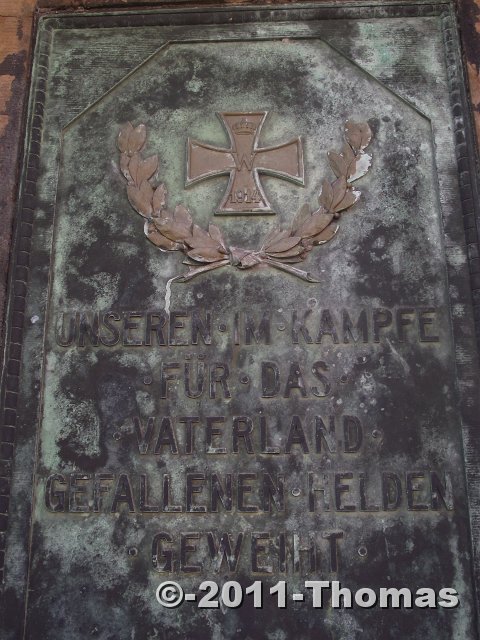 W
1914
UNSEREN·IM·KAMPFE
·FÜR·DAS·
·VATERLAND·
GEFALLENEN·HELDEN
·GEWEIHT·
©-2011-Thomas